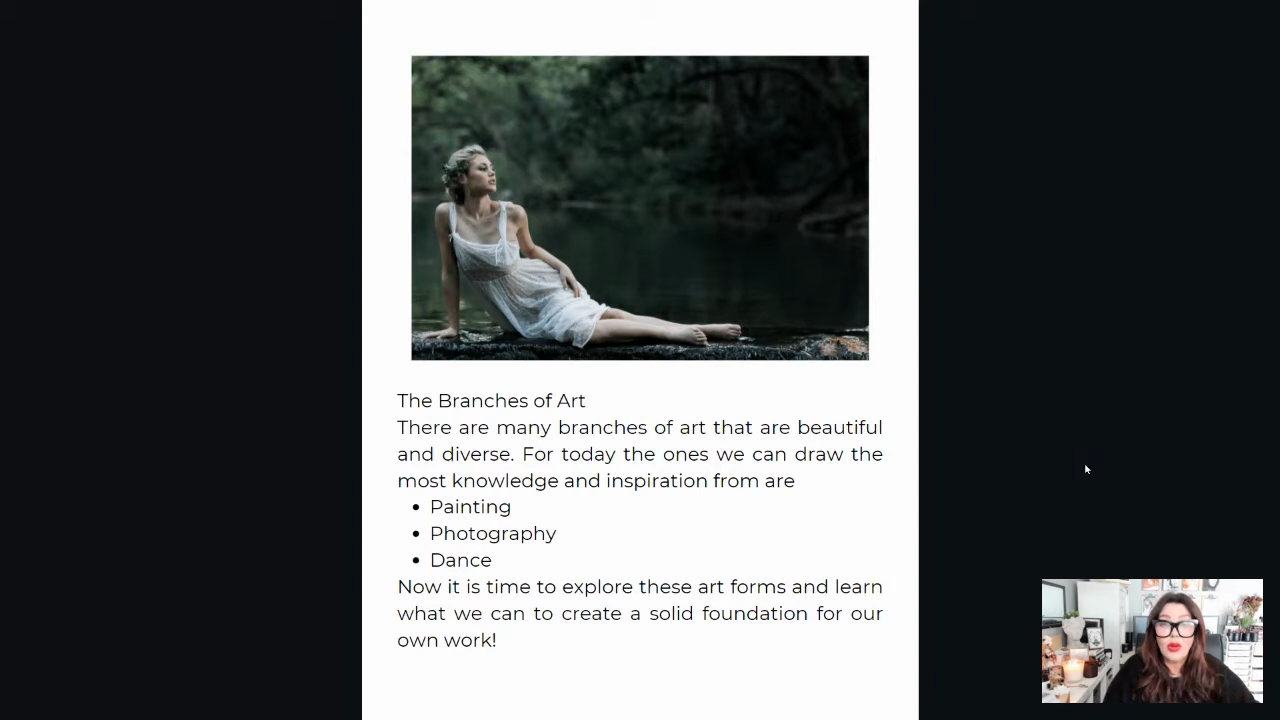 The Branches of Art
There are many branches of art that are beautiful
and diverse. For today the ones we can draw the
most knowledge and inspiration from are
• Painting
• Photography
• Dance
Now it is time to explore these art forms and learn
what we can to create a solid foundation for our
own work!